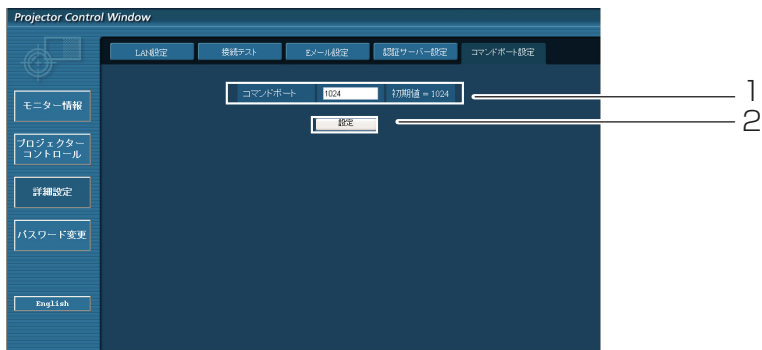 Projector Control Window
LAN設定
接続テスト
Eメール設定
認証サーバー設定
コマンドポート設定
コマンドポート
1024
初期値 = 1024
1
設定
2
モニター情報
プロジェクター
コントロール
詳細設定
パスワード変更
English